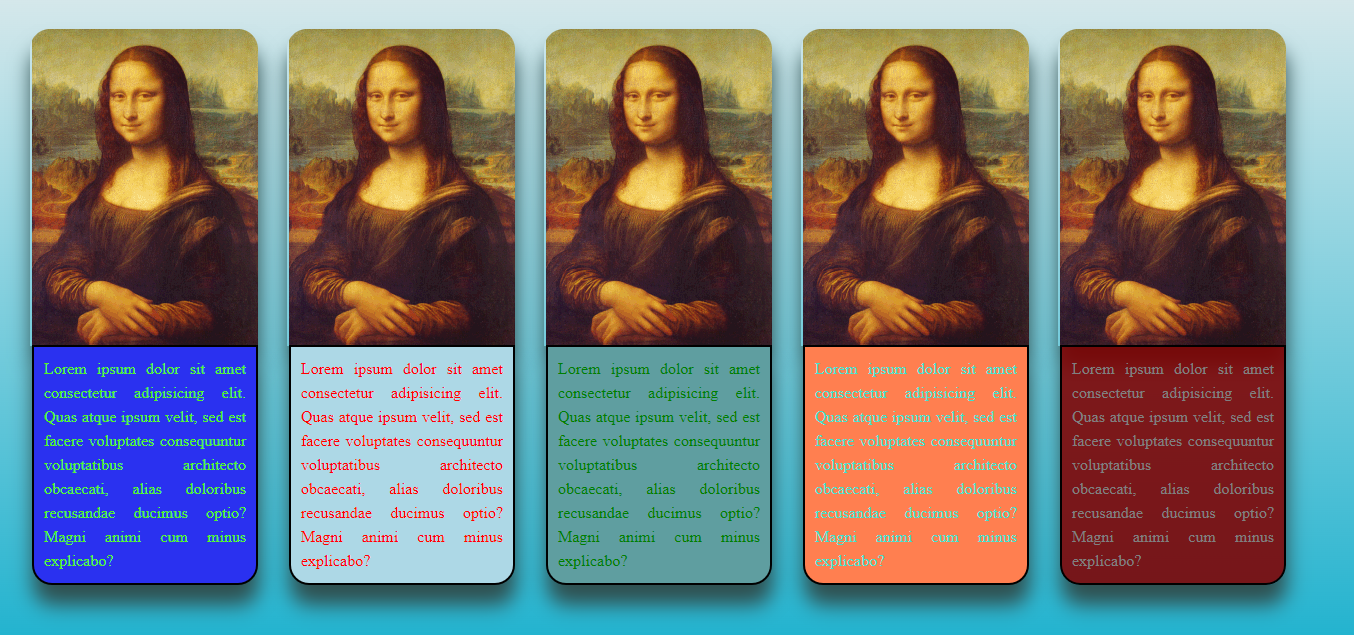 Lorem ipsum dolor sit amet
consectetur adipisicing elit.
Quas atque ipsum velit, sed est
facere voluptates consequuntur
voluptatibus architecto
obcaecati, alias doloribus
recusandae ducimus optio?
Magni animi cum minus
explicabo?
Lorem ipsum dolor sit amet
consectetur adipisicing elit.
Quas atque ipsum velit, sed est
facere voluptates consequuntur
voluptatibus architecto
obcaecati, alias doloribus
recusandae ducimus optio?
Magni animi cum minus
explicabo?
Lorem ipsum dolor sit amet
consectetur adipisicing elit.
Quas atque ipsum velit, sed est
facere voluptates consequuntur
voluptatibus architecto
obcaecati, alias doloribus
recusandae ducimus optio?
Magni animi cum minus
explicabo?
Lorem ipsum dolor sit amet
consectetur adipisicing elit.
Quas atque ipsum velit, sed est
facere voluptates consequuntur
voluptatibus architecto
obcaecati, alias doloribus
recusandae ducimus optio?
Magni animi cum minus
explicabo?
Lorem ipsum dolor sit amet
consectetur adipisicing elit.
Quas atque ipsum velit, sed est
facere voluptates consequuntur
voluptatibus architecto
obcaecati, alias doloribus
recusandae ducimus optio?
Magni animi cum minus
explicabo?